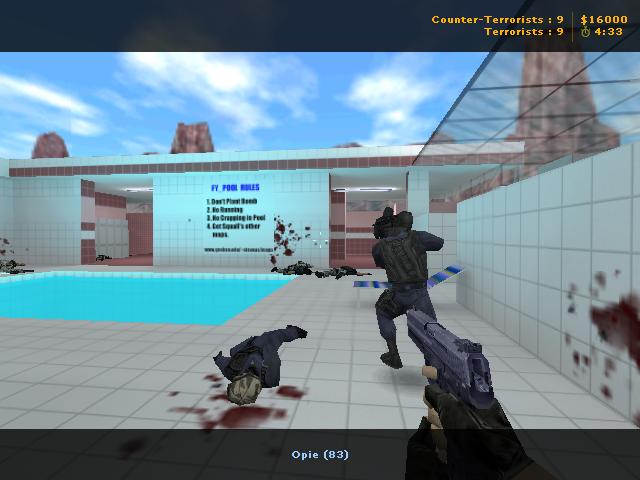 Counter-Terrorists : 9 $16000
Terrorists : 9 4:33
FY_POOL RULES
1. Don't Plant Bomb
2. No Running
3. No Crapping in Pool
4. Get Squall's other
maps.
Opie (83)